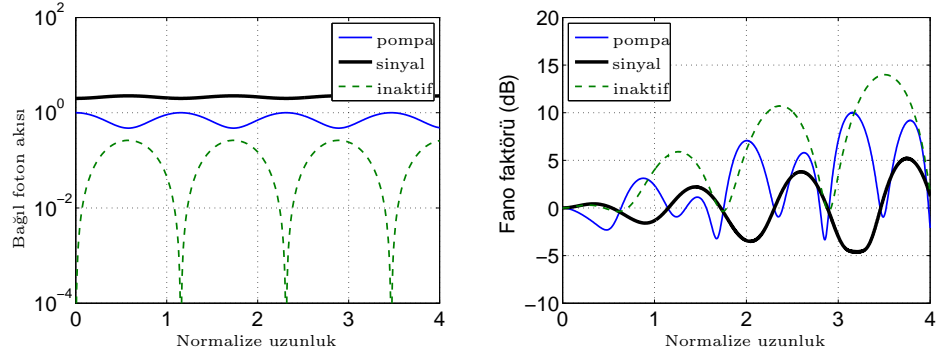 10^2
10^0
10^-2
10^-4
Bağıl foton akısı
0 1 2 3 4
Normalize uzunluk
pompa
sinyal
inaktif
20
15
10
5
0
−5
−10
Fano faktörü (dB)
0 1 2 3 4
Normalize uzunluk
pompa
sinyal
inaktif